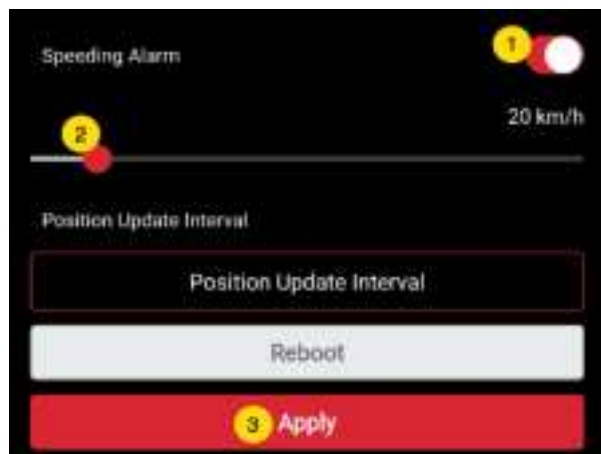 Speeding Alarm
1
20 km/h
2
Position Update Interval
Position Update Interval
Reboot
3 Apply